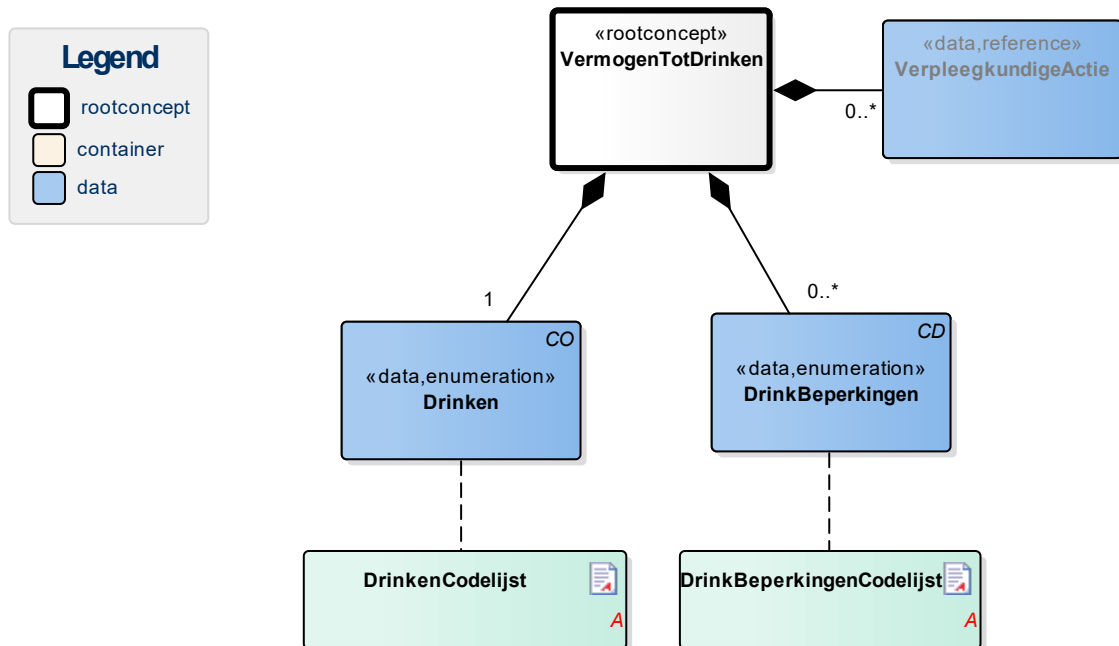 Legend
rootconcept
container
data
«rootconcept»
VermogenTotDrinken
«data,reference»
VerpleegkundigeActie
0..*
1
0..*
CO
«data,enumeration»
Drinken
CD
«data,enumeration»
DrinkBeperkingen
DrinkenCodelijst
A
DrinkBeperkingenCodelijst
A